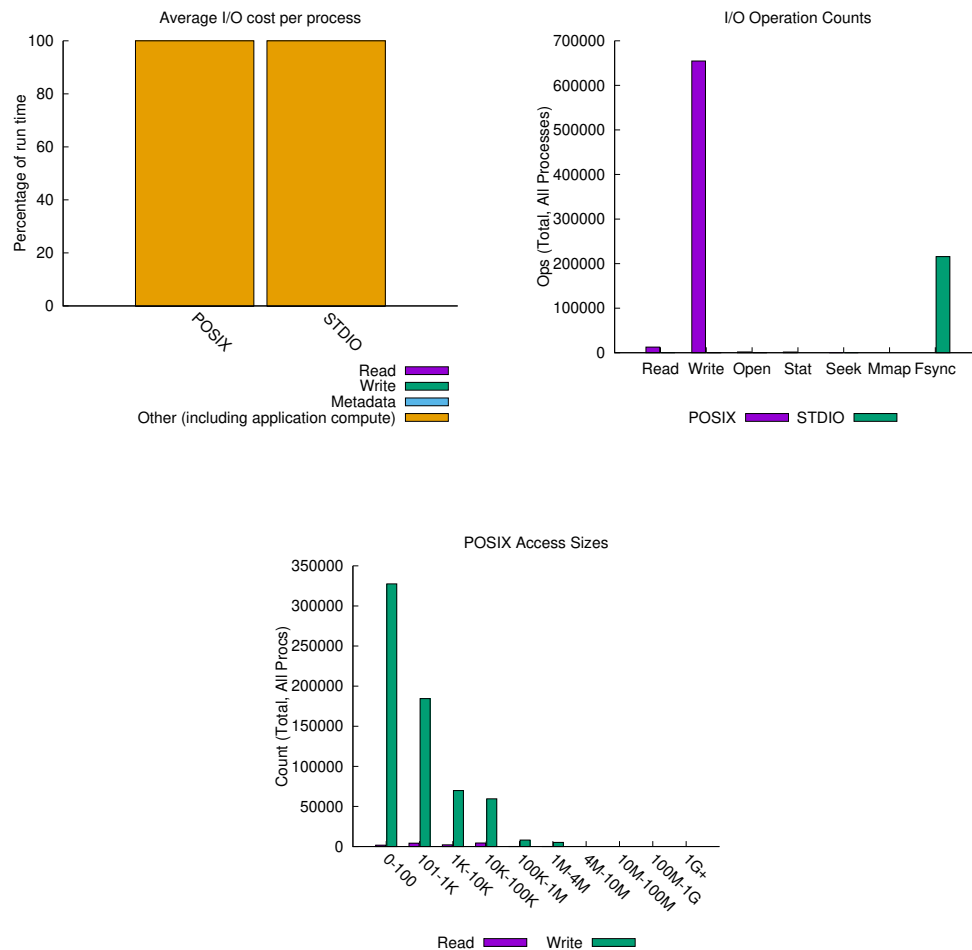 Average I/O cost per process
Percentage of run time
100
80
60
40
20
0
POSIX
STDIO
Read
Write
Metadata
Other (including application compute)
I/O Operation Counts
Ops (Total, All Processes)
700000
600000
500000
400000
300000
200000
100000
0
Read Write Open Stat Seek Mmap Fsync
POSIX STDIO
POSIX Access Sizes
Count (Total, All Procs)
350000
300000
250000
200000
150000
100000
50000
0
0-100
101-1K
1K-10K
10K-100K
100K-1M
1M-4M
4M-10M
10M-100M
100M-1G
1G+
Read Write